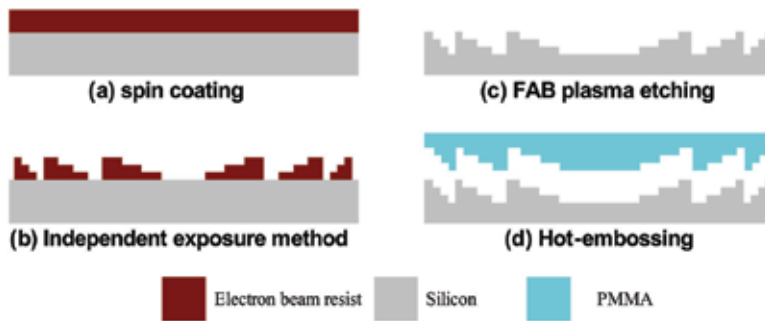 (a) spin coating
(c) FAB plasma etching
(b) Independent exposure method
(d) Hot-embossing
Electron beam resist
Silicon
PMMA